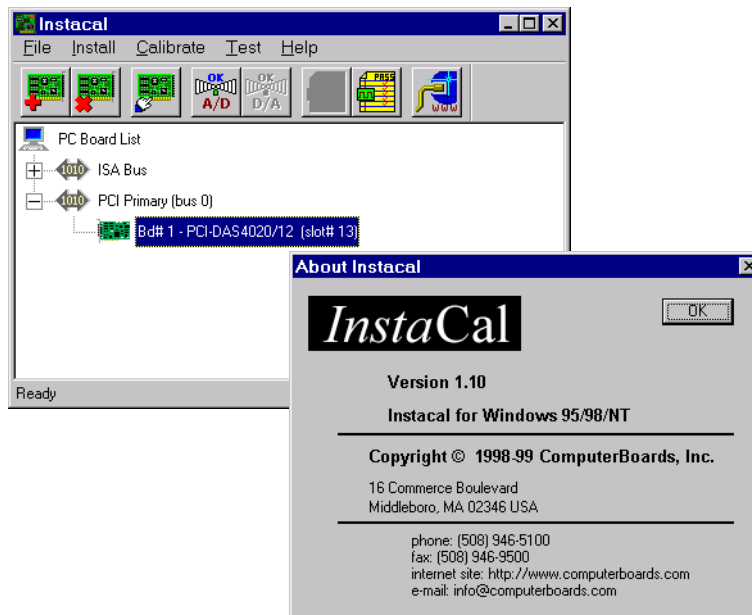 Instacal
File Install Calibrate Test Help
OK
A/D
OK
D/A
PASS
PC Board List
1010 ISA Bus
1010 PCI Primary (bus 0)
Bd# 1 - PCI-DAS4020/12 (slot# 13)
Ready
About Instacal
InstaCal
OK
Version 1.10
Instacal for Windows 95/98/NT
Copyright © 1998-99 ComputerBoards, Inc.
16 Commerce Boulevard
Middleboro, MA 02346 USA
phone: (508) 946-5100
fax: (508) 946-9500
internet site: http://www.computerboards.com
e-mail: info@computerboards.com